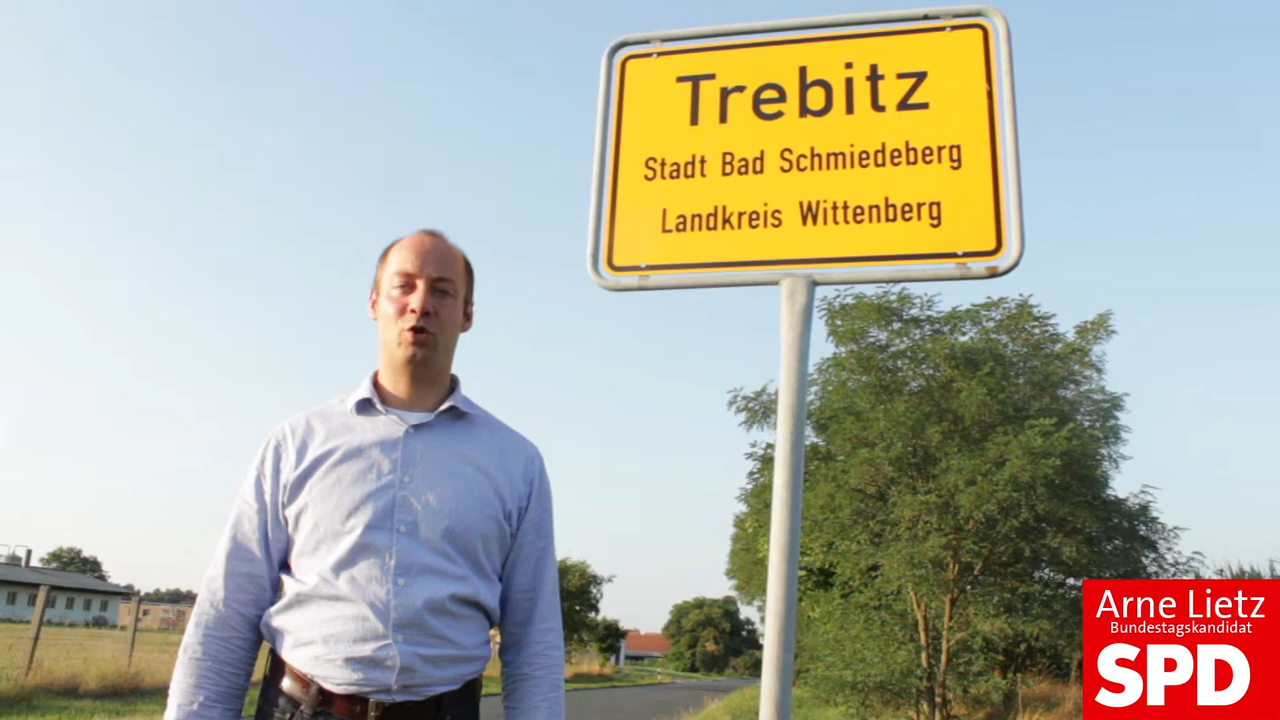 Trebitz
Stadt Bad Schmiedeberg
Landkreis Wittenberg
Arne Lietz
Bundestagskandidat
SPD